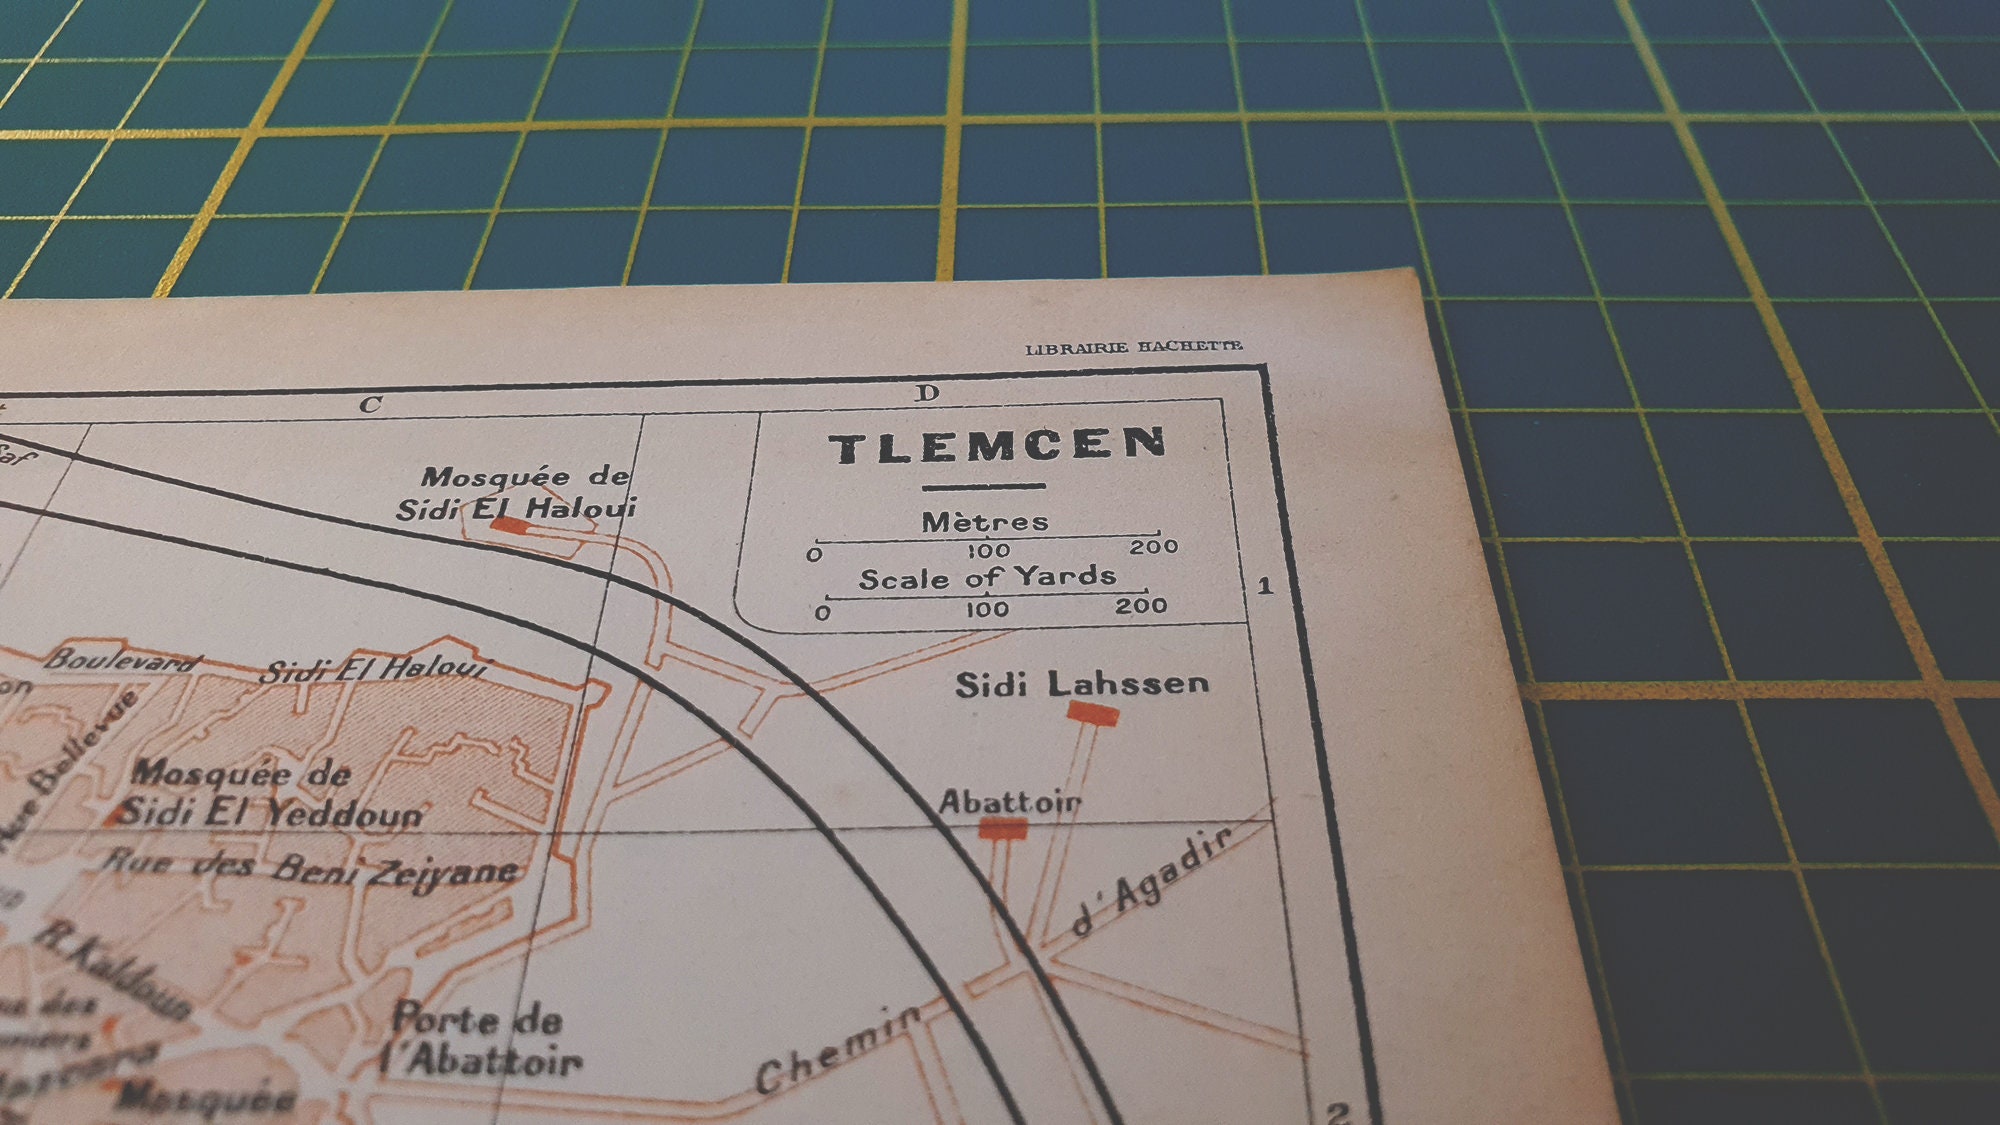 LIBRAIRIE HACHETTE
C
D
TLEMCEN
Mètres
0 100 200
Scale of Yards
0 100 200
1
Mosquée de
Sidi El Haloui
Boulevard Sidi El Haloui
Sidi Lahssen
Bellevue
Mosquée de
Sidi El Yeddoun
Abattoir
Rue des Beni Zeiyane
R. Kaldoun
Chemin d'Agadir
Porte de
l'Abattoir
Mosquée
2